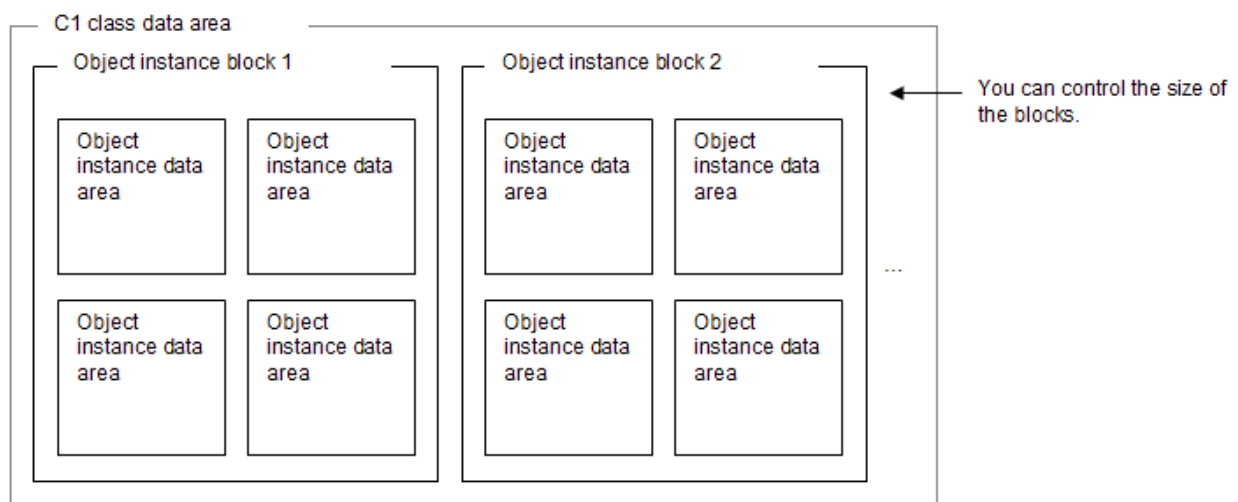 C1 class data area
Object instance block 1
Object instance block 2
You can control the size of
the blocks.
Object
instance data
area
Object
instance data
area
Object
instance data
area
Object
instance data
area
...
Object
instance data
area
Object
instance data
area
Object
instance data
area
Object
instance data
area